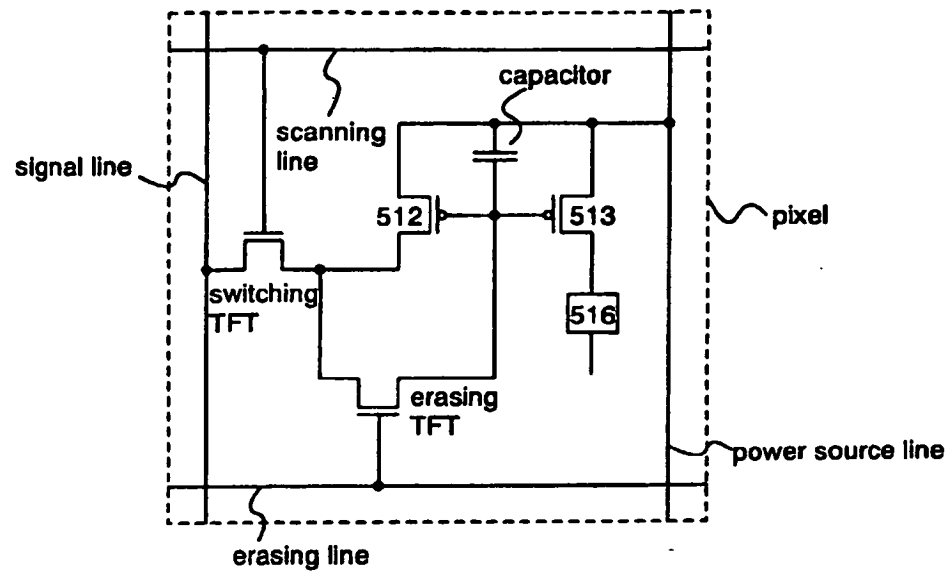 capacitor
scanning
line
signal line
512
513
pixel
switching
TFT
516
erasing
TFT
power source line
erasing line